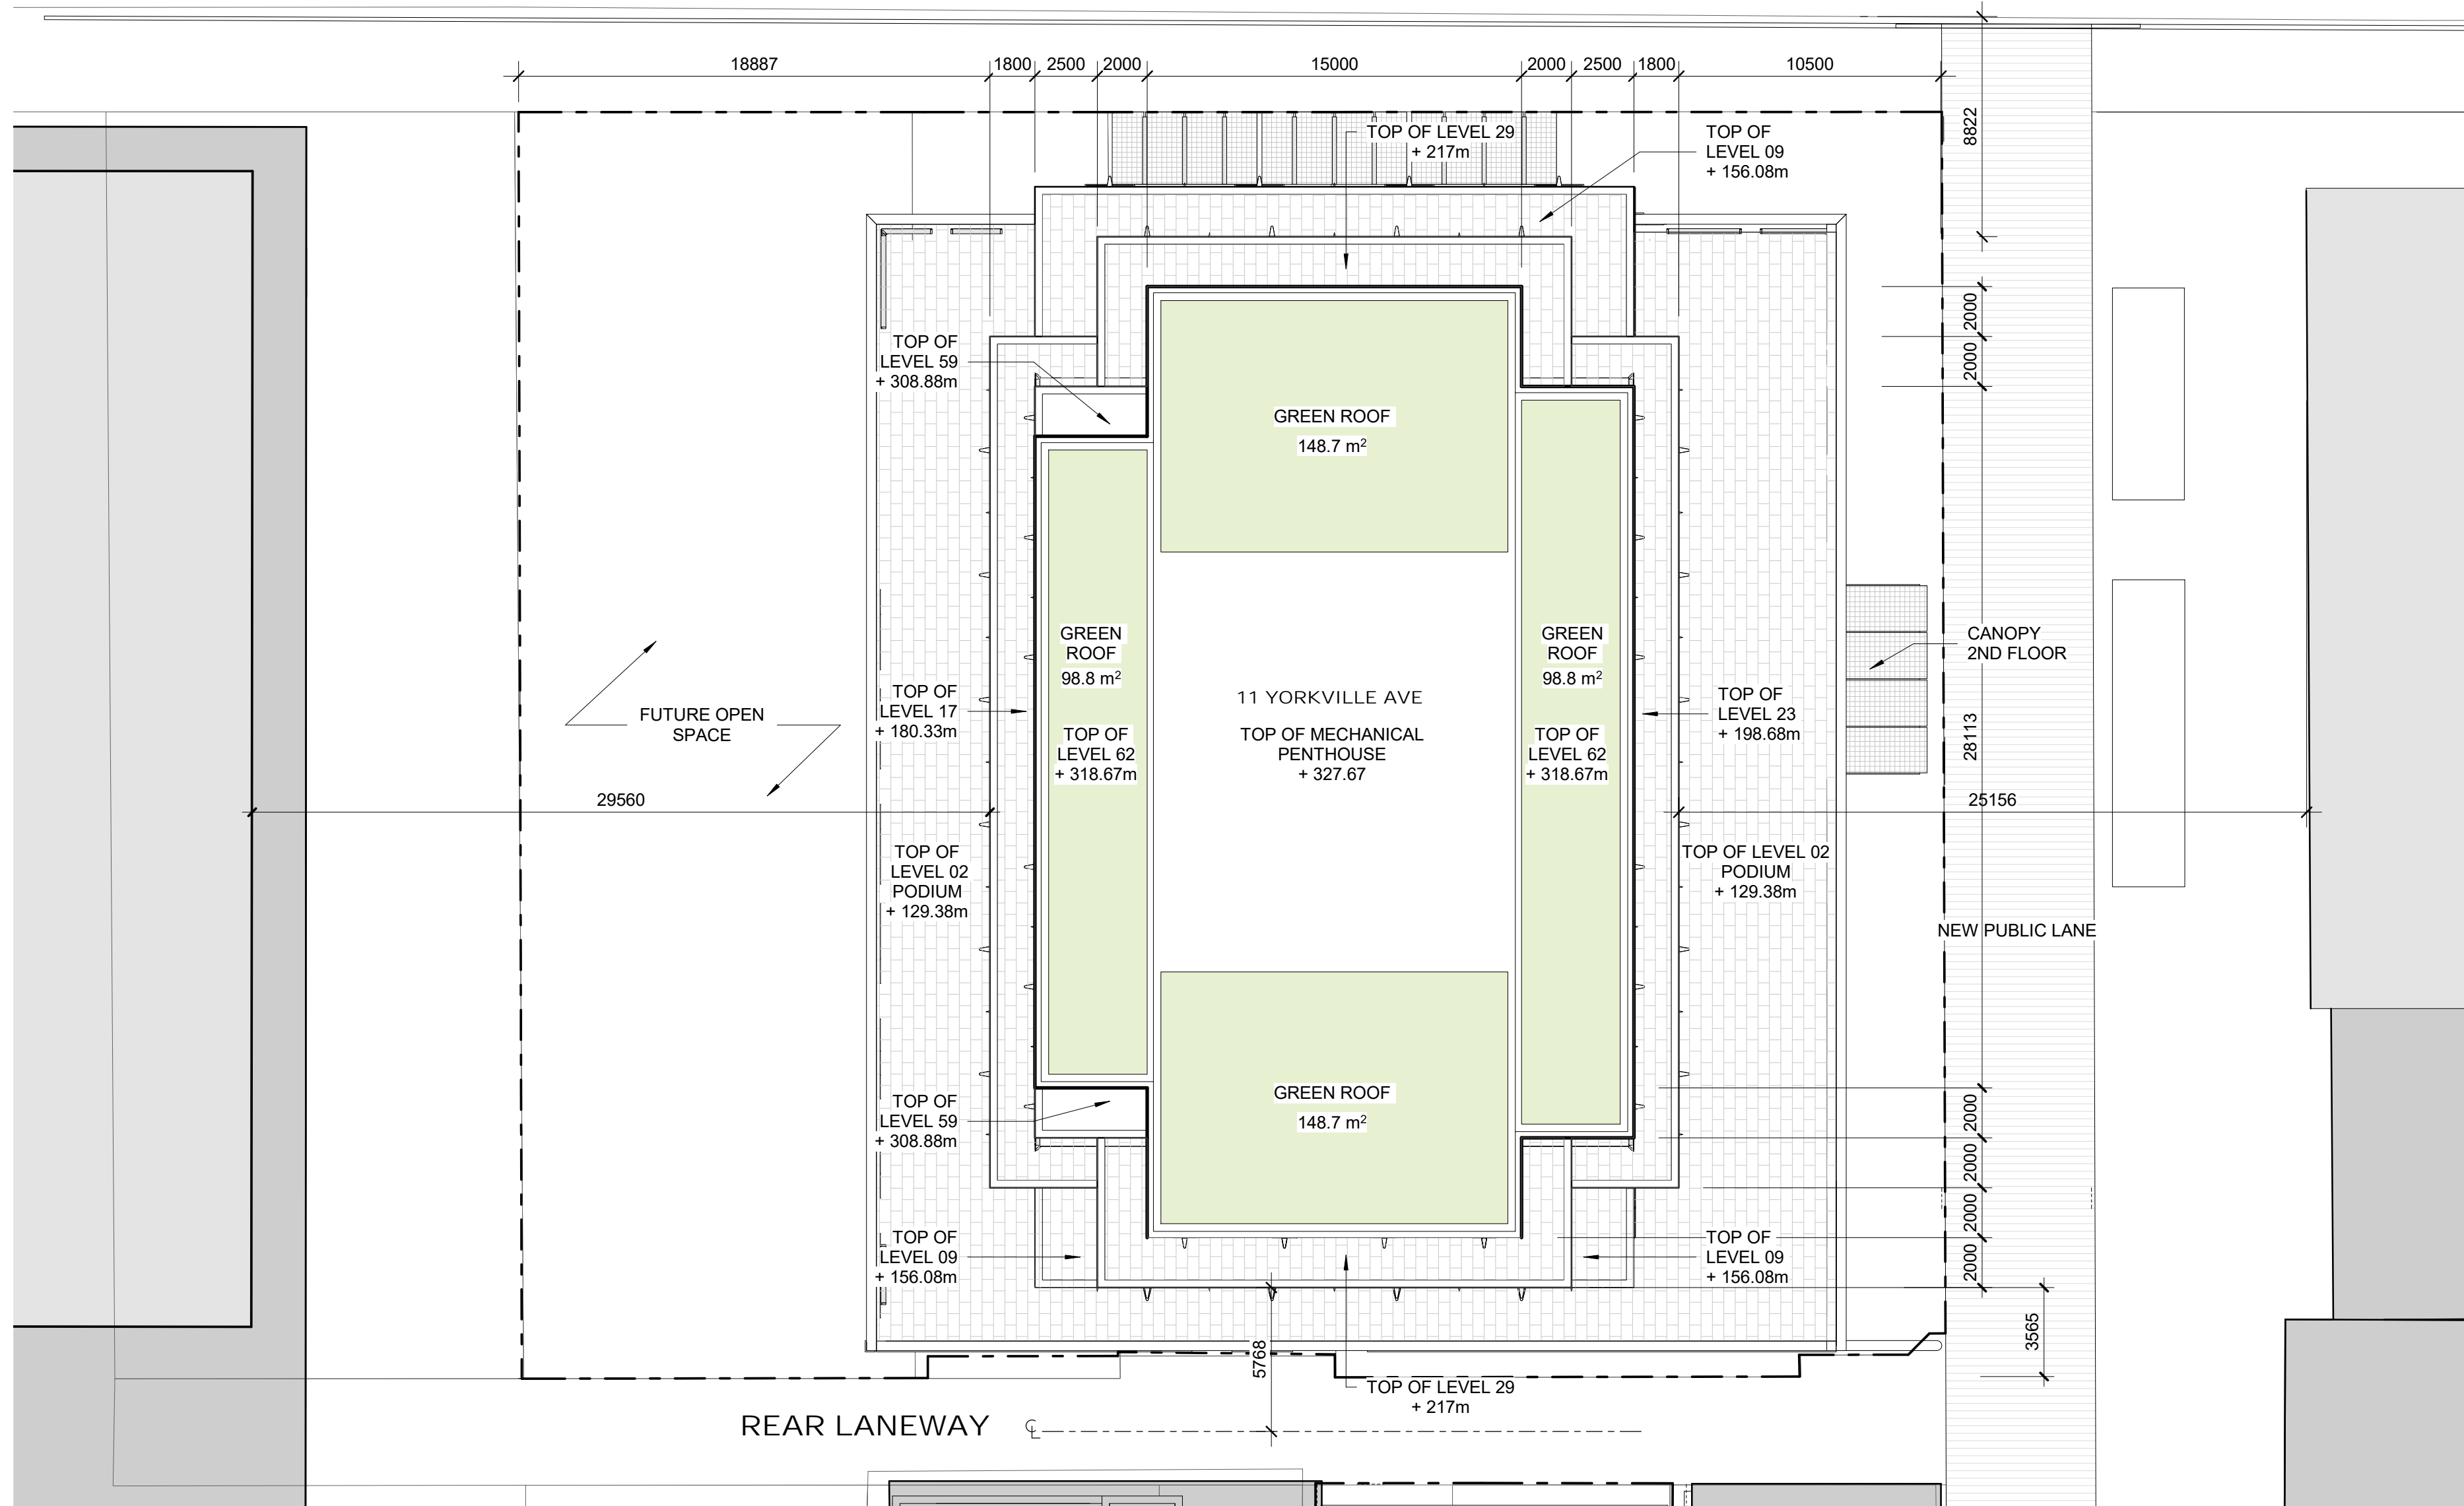 18887
1800
2500
2000
15000
2000
2500
1800
10500
8822
TOP OF LEVEL 29
+ 217m
TOP OF
LEVEL 09
+ 156.08m
2000
2000
TOP OF
LEVEL 59
+ 308.88m
GREEN ROOF
148.7 m²
GREEN
ROOF
98.8 m²
GREEN
ROOF
98.8 m²
CANOPY
2ND FLOOR
FUTURE OPEN
SPACE
TOP OF
LEVEL 17
+ 180.33m
11 YORKVILLE AVE
TOP OF
LEVEL 23
+ 198.68m
28113
TOP OF
LEVEL 62
+ 318.67m
TOP OF MECHANICAL
PENTHOUSE
+ 327.67
TOP OF
LEVEL 62
+ 318.67m
29560
25156
TOP OF
LEVEL 02
PODIUM
+ 129.38m
TOP OF LEVEL 02
PODIUM
+ 129.38m
NEW PUBLIC LANE
TOP OF
LEVEL 59
+ 308.88m
GREEN ROOF
148.7 m²
2000
2000
2000
2000
TOP OF
LEVEL 09
+ 156.08m
TOP OF
LEVEL 09
+ 156.08m
3565
5768
TOP OF LEVEL 29
+ 217m
REAR LANEWAY
℄